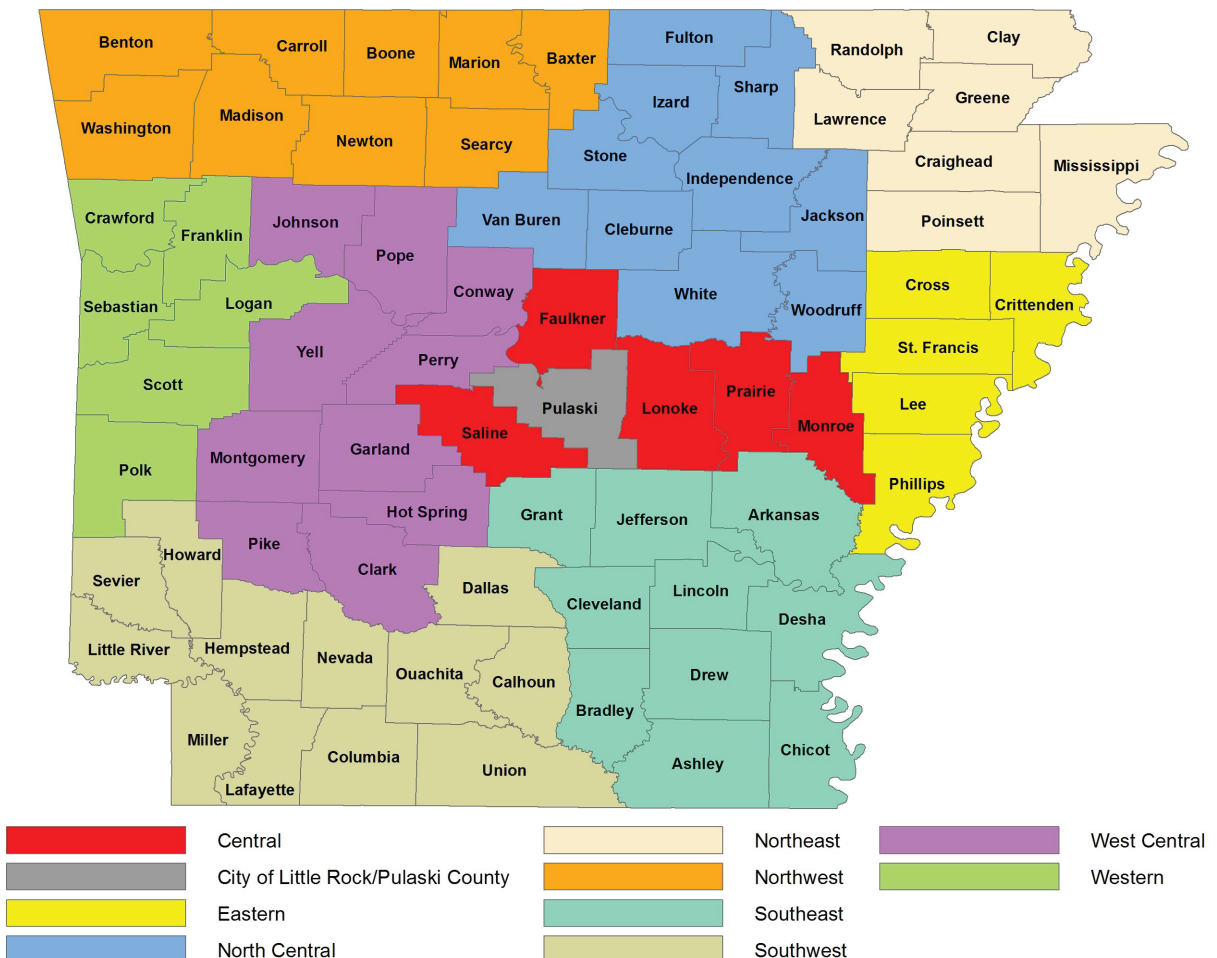 Benton
Carroll
Boone
Marion
Baxter
Fulton
Sharp
Randolph
Clay
Washington
Madison
Newton
Searcy
Izard
Stone
Lawrence
Greene
Independence
Craighead
Mississippi
Crawford
Franklin
Johnson
Pope
Van Buren
Cleburne
Jackson
Poinsett
Sebastian
Logan
Conway
White
Woodruff
Cross
Crittenden
Scott
Yell
Perry
Faulkner
St. Francis
Pulaski
Lonoke
Prairie
Monroe
Lee
Polk
Montgomery
Garland
Saline
Phillips
Hot Spring
Grant
Jefferson
Arkansas
Sevier
Howard
Pike
Clark
Dallas
Cleveland
Lincoln
Desha
Little River
Hempstead
Nevada
Ouachita
Calhoun
Bradley
Drew
Miller
Lafayette
Columbia
Union
Ashley
Chicot
Central
Northeast
West Central
City of Little Rock/Pulaski County
Northwest
Western
Eastern
Southeast
North Central
Southwest